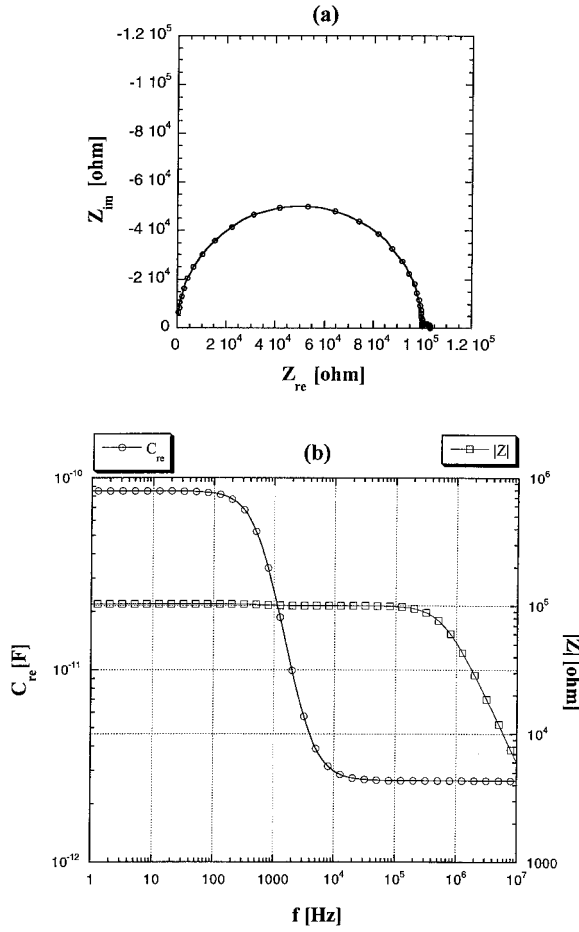 (a)
-1.2 10⁵
-1 10⁵
-8 10⁴
-6 10⁴
-4 10⁴
-2 10⁴
0
Z_im [ohm]
0 2 10⁴ 4 10⁴ 6 10⁴ 8 10⁴ 1 10⁵ 1.2 10⁵
Z_re [ohm]
C_re
(b)
|Z|
10⁻¹⁰
10⁻¹¹
10⁻¹²
C_re [F]
10⁶
10⁵
10⁴
1000
|Z| [ohm]
1 10 100 1000 10⁴ 10⁵ 10⁶ 10⁷
f [Hz]